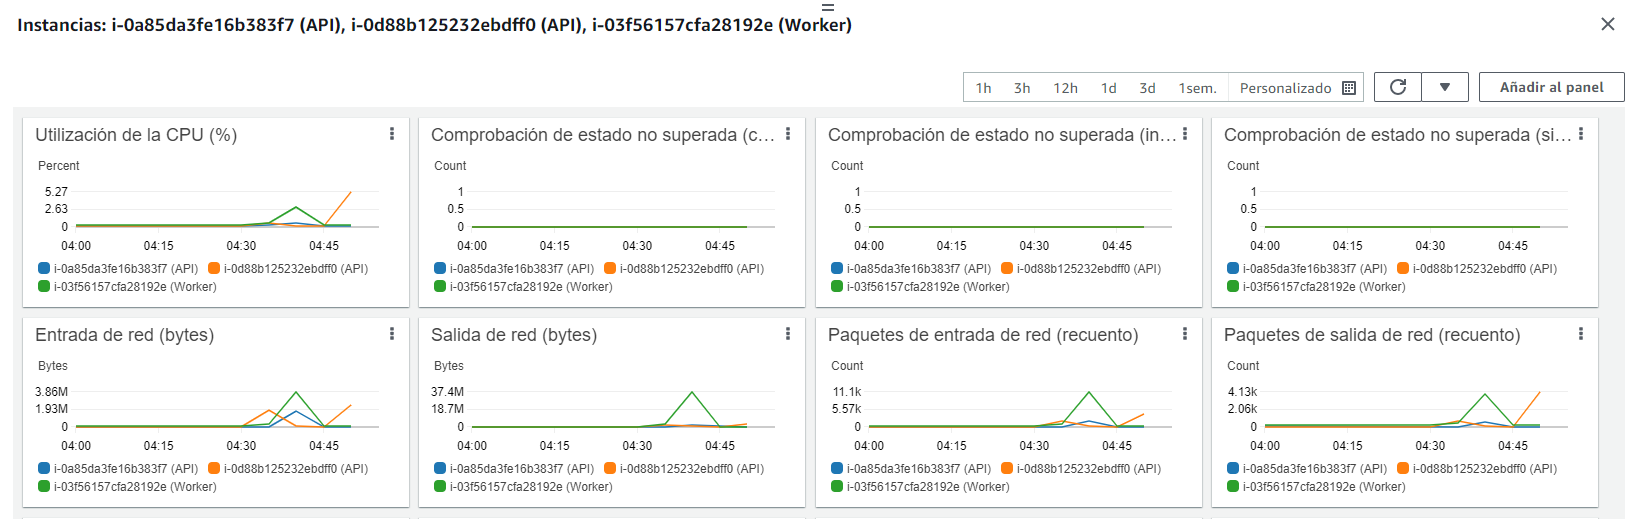 Instancias: i-0a85da3fe16b383f7 (API), i-0d88b125232ebdff0 (API), i-03f56157cfa28192e (Worker)
1h 3h 12h 1d 3d 1sem. Personalizado
Añadir al panel
Utilización de la CPU (%)
Percent
5.27
2.63
0
04:00 04:15 04:30 04:45
i-0a85da3fe16b383f7 (API) i-0d88b125232ebdff0 (API)
i-03f56157cfa28192e (Worker)
Comprobación de estado no superada (c...
Count
1
0.5
0
04:00 04:15 04:30 04:45
i-0a85da3fe16b383f7 (API) i-0d88b125232ebdff0 (API)
i-03f56157cfa28192e (Worker)
Comprobación de estado no superada (in...
Count
1
0.5
0
04:00 04:15 04:30 04:45
i-0a85da3fe16b383f7 (API) i-0d88b125232ebdff0 (API)
i-03f56157cfa28192e (Worker)
Comprobación de estado no superada (si...
Count
1
0.5
0
04:00 04:15 04:30 04:45
i-0a85da3fe16b383f7 (API) i-0d88b125232ebdff0 (API)
i-03f56157cfa28192e (Worker)
Entrada de red (bytes)
Bytes
3.86M
1.93M
0
04:00 04:15 04:30 04:45
i-0a85da3fe16b383f7 (API) i-0d88b125232ebdff0 (API)
i-03f56157cfa28192e (Worker)
Salida de red (bytes)
Bytes
37.4M
18.7M
0
04:00 04:15 04:30 04:45
i-0a85da3fe16b383f7 (API) i-0d88b125232ebdff0 (API)
i-03f56157cfa28192e (Worker)
Paquetes de entrada de red (recuento)
Count
11.1k
5.57k
0
04:00 04:15 04:30 04:45
i-0a85da3fe16b383f7 (API) i-0d88b125232ebdff0 (API)
i-03f56157cfa28192e (Worker)
Paquetes de salida de red (recuento)
Count
4.13k
2.06k
0
04:00 04:15 04:30 04:45
i-0a85da3fe16b383f7 (API) i-0d88b125232ebdff0 (API)
i-03f56157cfa28192e (Worker)